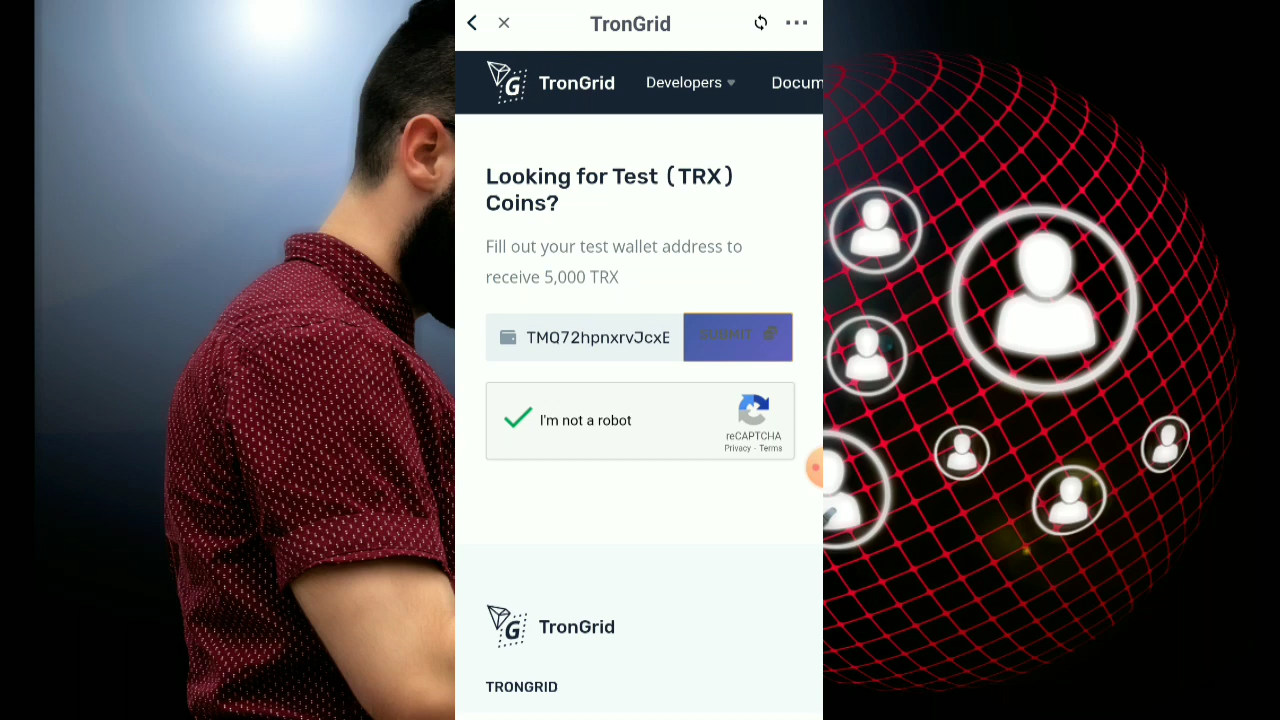 TronGrid
TronGrid Developers Docum
Looking for Test (TRX)
Coins?
Fill out your test wallet address to
receive 5,000 TRX
TMQ72hpnxrvJcxE SUBMIT
I'm not a robot
reCAPTCHA
Privacy - Terms
TronGrid
TRONGRID